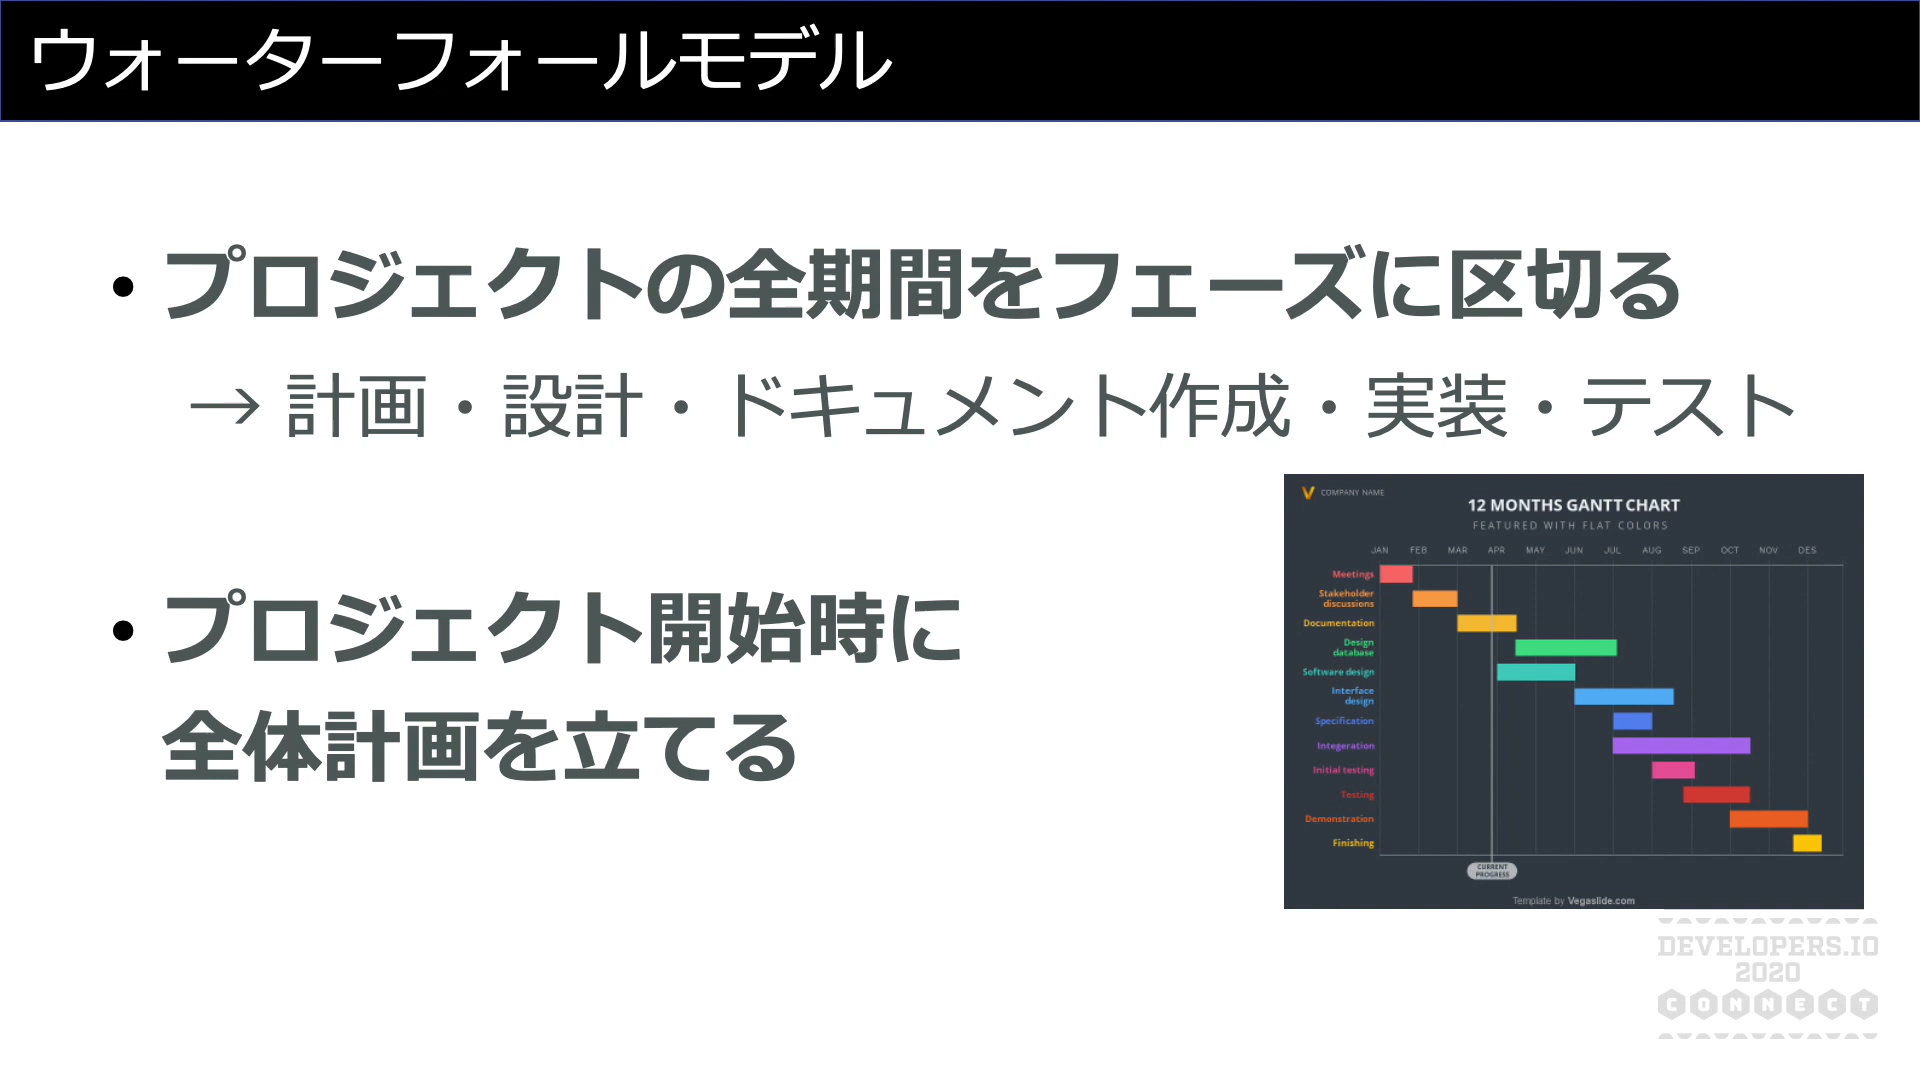 ウォーターフォールモデル
• プロジェクトの全期間をフェーズに区切る
→ 計画・設計・ドキュメント作成・実装・テスト
• プロジェクト開始時に
全体計画を立てる
COMPANY NAME
12 MONTHS GANTT CHART
FEATURED WITH FLAT COLORS
JAN FEB MAR APR MAY JUN JUL AUG SEP OCT NOV DES
Meetings
Stakeholder
discussions
Documentation
Design
database
Software design
Interface
design
Specification
Integeration
Initial testing
Testing
Demonstration
Finishing
CURRENT
PROGRESS
Template by Vegaslide.com
DEVELOPERS.IO
2020
CONNECT